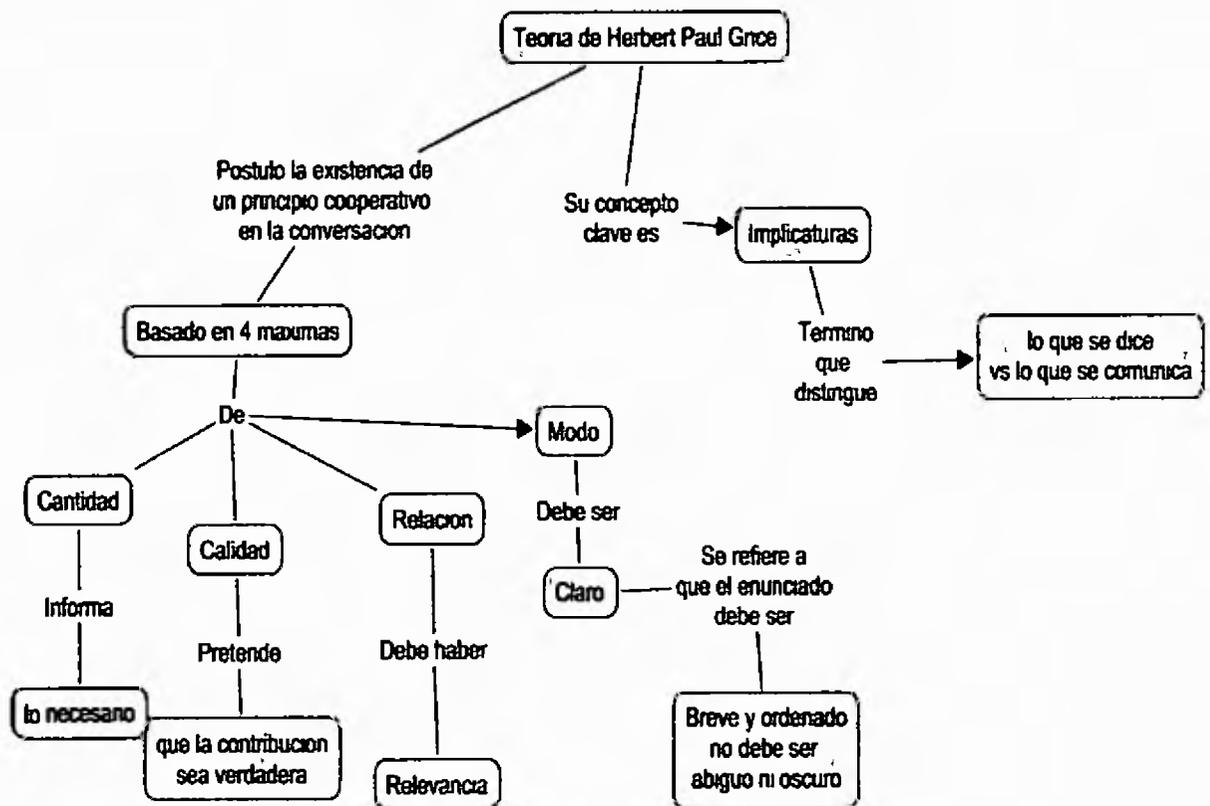 Teoria de Herbert Paul Grice
Postulo la existencia de
un principio cooperativo
en la conversacion
Su concepto
clave es
Implicaturas
Basado en 4 maximas
Termino
que
distingue
lo que se dice
vs lo que se comunica
De
Modo
Cantidad
Calidad
Relacion
Debe ser
Informa
Claro
Se refiere a
que el enunciado
debe ser
Pretende
Debe haber
lo necesario
que la contribucion
sea verdadera
Relevancia
Breve y ordenado
no debe ser
abiguo ni oscuro